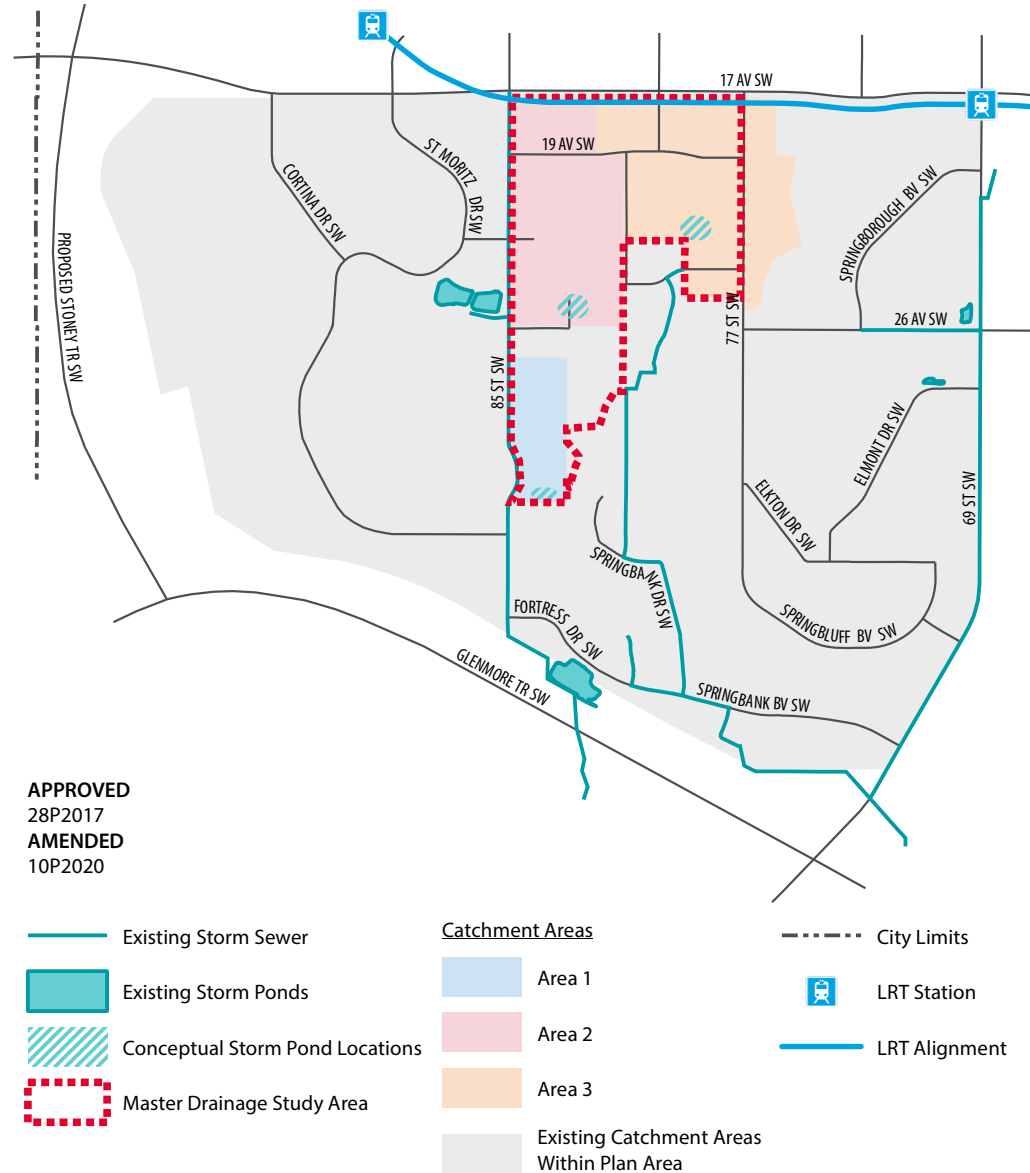 17 AV SW
19 AV SW
ST MORITZ DR SW
CORTINA DR SW
PROPOSED STONEY TR SW
SPRINGBOROUGH BV SW
26 AV SW
77 ST SW
85 ST SW
ELMONT DR SW
69 ST SW
ELKTON DR SW
SPRINGBANK DR SW
FORTRESS DR SW
SPRINGBLUFF BV SW
GLENMORE TR SW
SPRINGBANK BV SW
APPROVED
28P2017
AMENDED
10P2020
Existing Storm Sewer
Existing Storm Ponds
Conceptual Storm Pond Locations
Master Drainage Study Area
Catchment Areas
Area 1
Area 2
Area 3
Existing Catchment Areas
Within Plan Area
City Limits
LRT Station
LRT Alignment